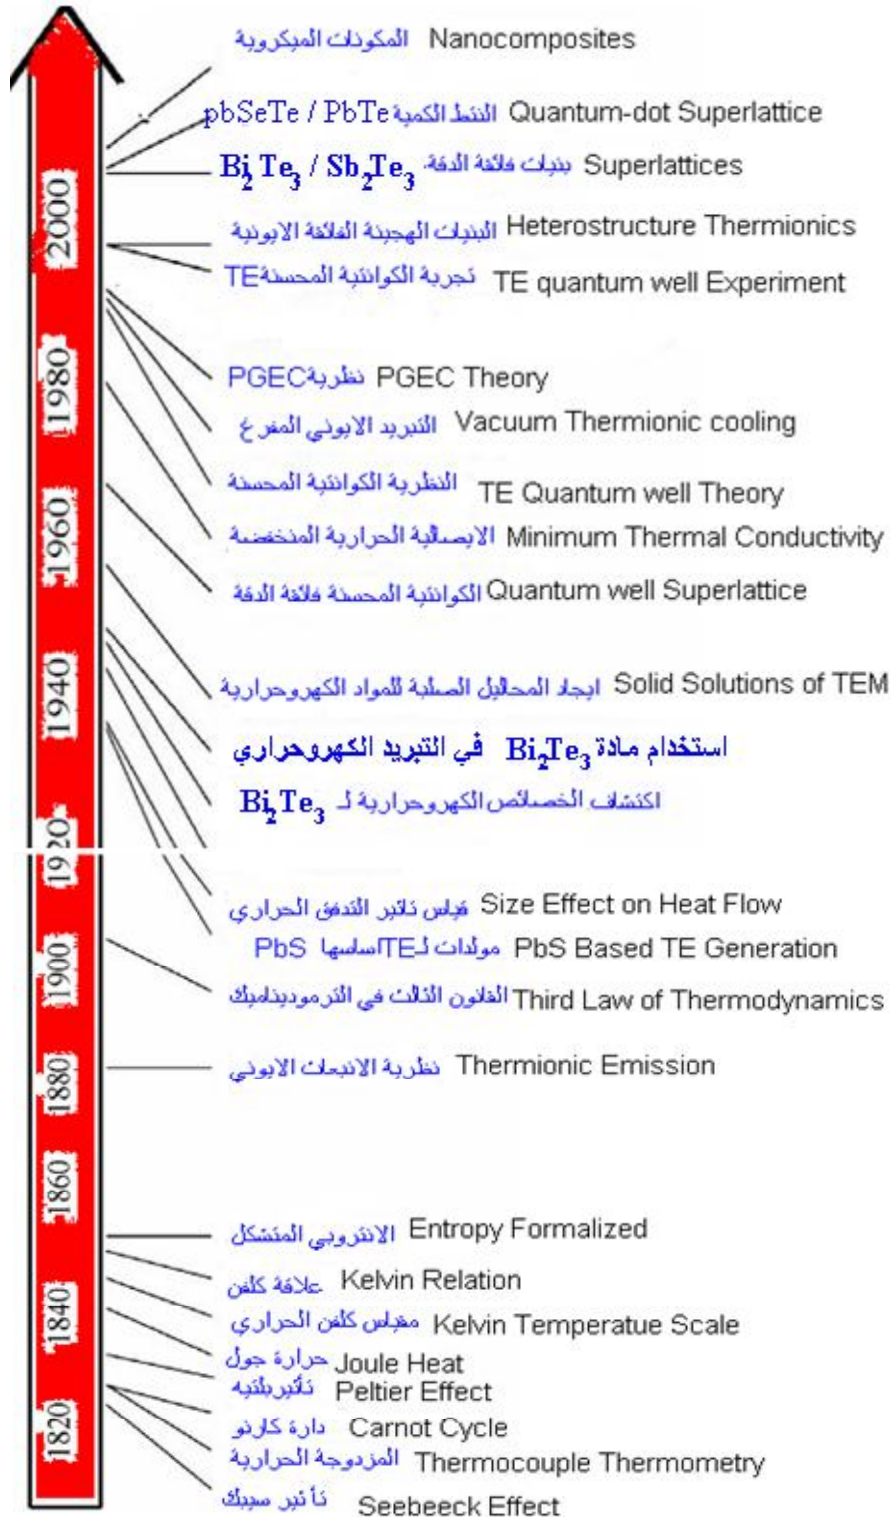 المكونات الميكروية Nanocomposites
pbSeTe / PbTe النقط الكمية Quantum-dot Superlattice
Bi2Te3 / Sb2Te3 بنيات فائقة الدقة. Superlattices
2000
البنيات الهجينة الفائقة الايونية Heterostructure Thermionics
تجربة الكوانتية المحسنة TE TE quantum well Experiment
1980
نظرية PGEC PGEC Theory
التبريد الايوني المفرغ Vacuum Thermionic cooling
النظرية الكوانتية المحسنة TE Quantum well Theory
1960
الايصالية الحرارية المنخفضة Minimum Thermal Conductivity
الكوانتية المحسنة فائقة الدقة Quantum well Superlattice
1940
ايجاد المحاليل الصلبة للمواد الكهروحرارية Solid Solutions of TEM
استخدام مادة Bi2Te3 في التبريد الكهروحراري
اكتشاف الخصائص الكهروحرارية لـ Bi2Te3
1920
قياس تاثير التدفق الحراري Size Effect on Heat Flow
مولدات لـ TE اساسها PbS PbS Based TE Generation
1900
القانون الثالث في الترموديناميك Third Law of Thermodynamics
1880
نظرية الانبعاث الايوني Thermionic Emission
1860
الانتروبي المتشكل Entropy Formalized
علاقة كلفن Kelvin Relation
1840
مقياس كلفن الحراري Kelvin Temperatue Scale
حرارة جول Joule Heat
تأثير بلتيه Peltier Effect
1820
دارة كارنو Carnot Cycle
المزدوجة الحرارية Thermocouple Thermometry
تأثير سيبك Seebeeck Effect